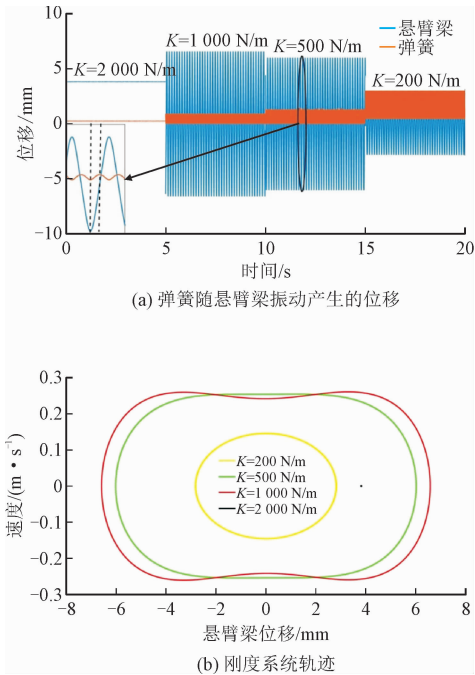 10
5
0
−5
−10
位移/mm
K=2 000 N/m
K=1 000 N/m
K=500 N/m
K=200 N/m
悬臂梁
弹簧
0
5
10
15
20
时间/s
(a) 弹簧随悬臂梁振动产生的位移
0.3
0.2
0.1
0
−0.1
−0.2
−0.3
速度/(m·s⁻¹)
K=200 N/m
K=500 N/m
K=1 000 N/m
K=2 000 N/m
−8
−6
−4
−2
0
2
4
6
8
悬臂梁位移/mm
(b) 刚度系统轨迹